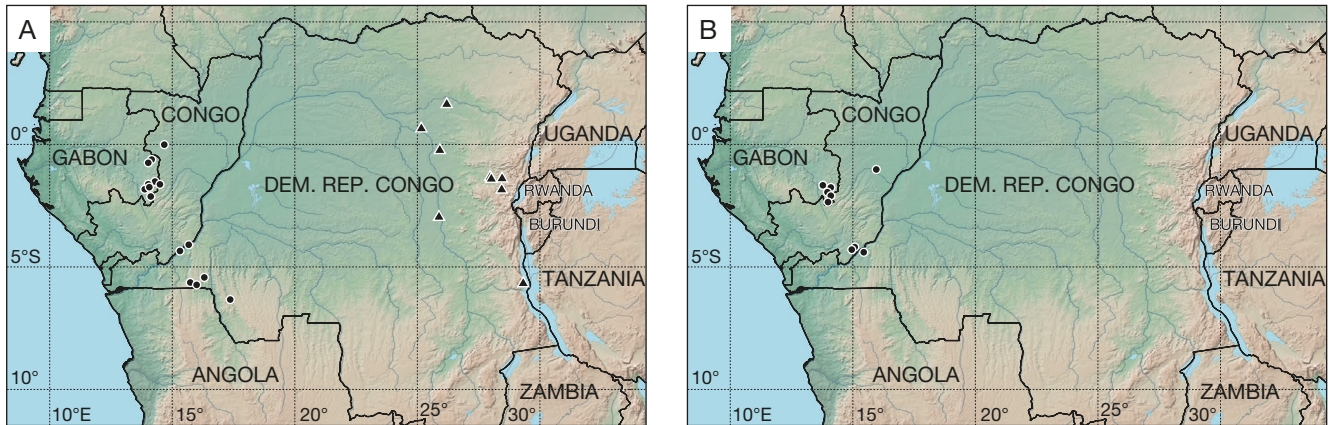 A
CONGO
UGANDA
0°
GABON
DEM. REP. CONGO
RWANDA
BURUNDI
5°S
TANZANIA
ANGOLA
10°
ZAMBIA
10°E 15° 20° 25° 30°
B
CONGO
UGANDA
0°
GABON
DEM. REP. CONGO
RWANDA
BURUNDI
5°S
TANZANIA
ANGOLA
10°
ZAMBIA
10°E 15° 20° 25° 30°